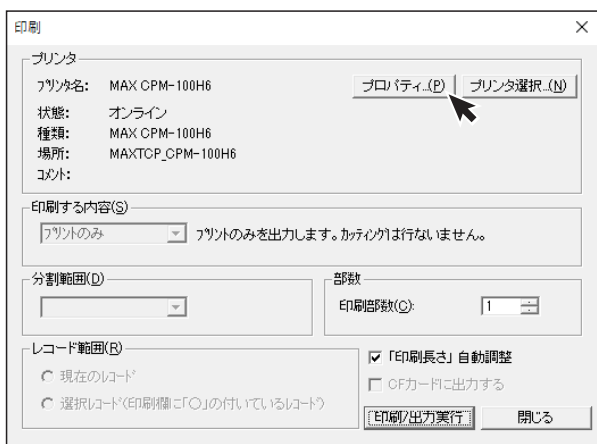 印刷
プリンタ
プリンタ名: MAX CPM-100H6 プロパティ...(P) プリンタ選択...(N)
状態: オンライン
種類: MAX CPM-100H6
場所: MAXTCP_CPM-100H6
コメント:
印刷する内容(S)
プリントのみ プリントのみを出力します。カッティングは行ないません。
分割範囲(D)
部数
印刷部数(C): 1
レコード範囲(R)
現在のレコード
選択レコード(印刷欄に「○」の付いているレコード)
「印刷長さ」自動調整
CFカードに出力する
印刷/出力実行 閉じる